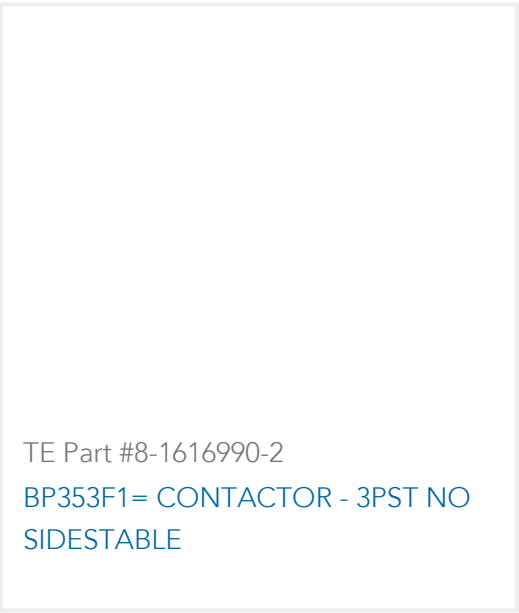 TE Part #8-1616990-2
BP353F1= CONTACTOR - 3PST NO
SIDESTABLE